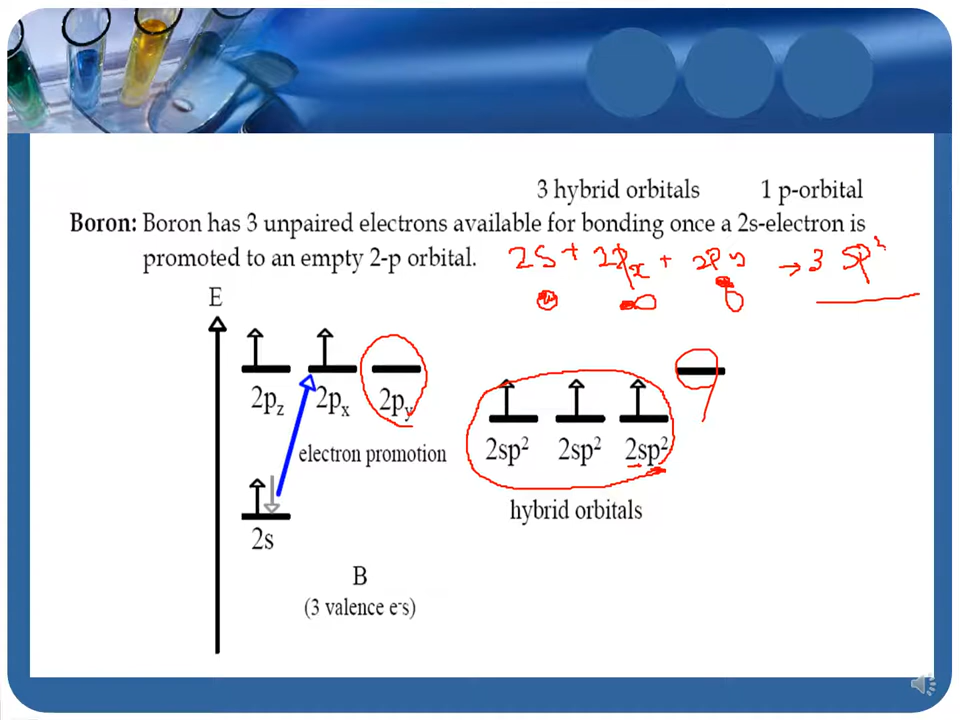 3 hybrid orbitals 1 p-orbital
Boron: Boron has 3 unpaired electrons available for bonding once a 2s-electron is
promoted to an empty 2-p orbital.
2S + 2px + 2py → 3 SP²
E
2pz 2px 2py
2sp² 2sp² 2sp²
electron promotion
hybrid orbitals
2s
B
(3 valence e-s)